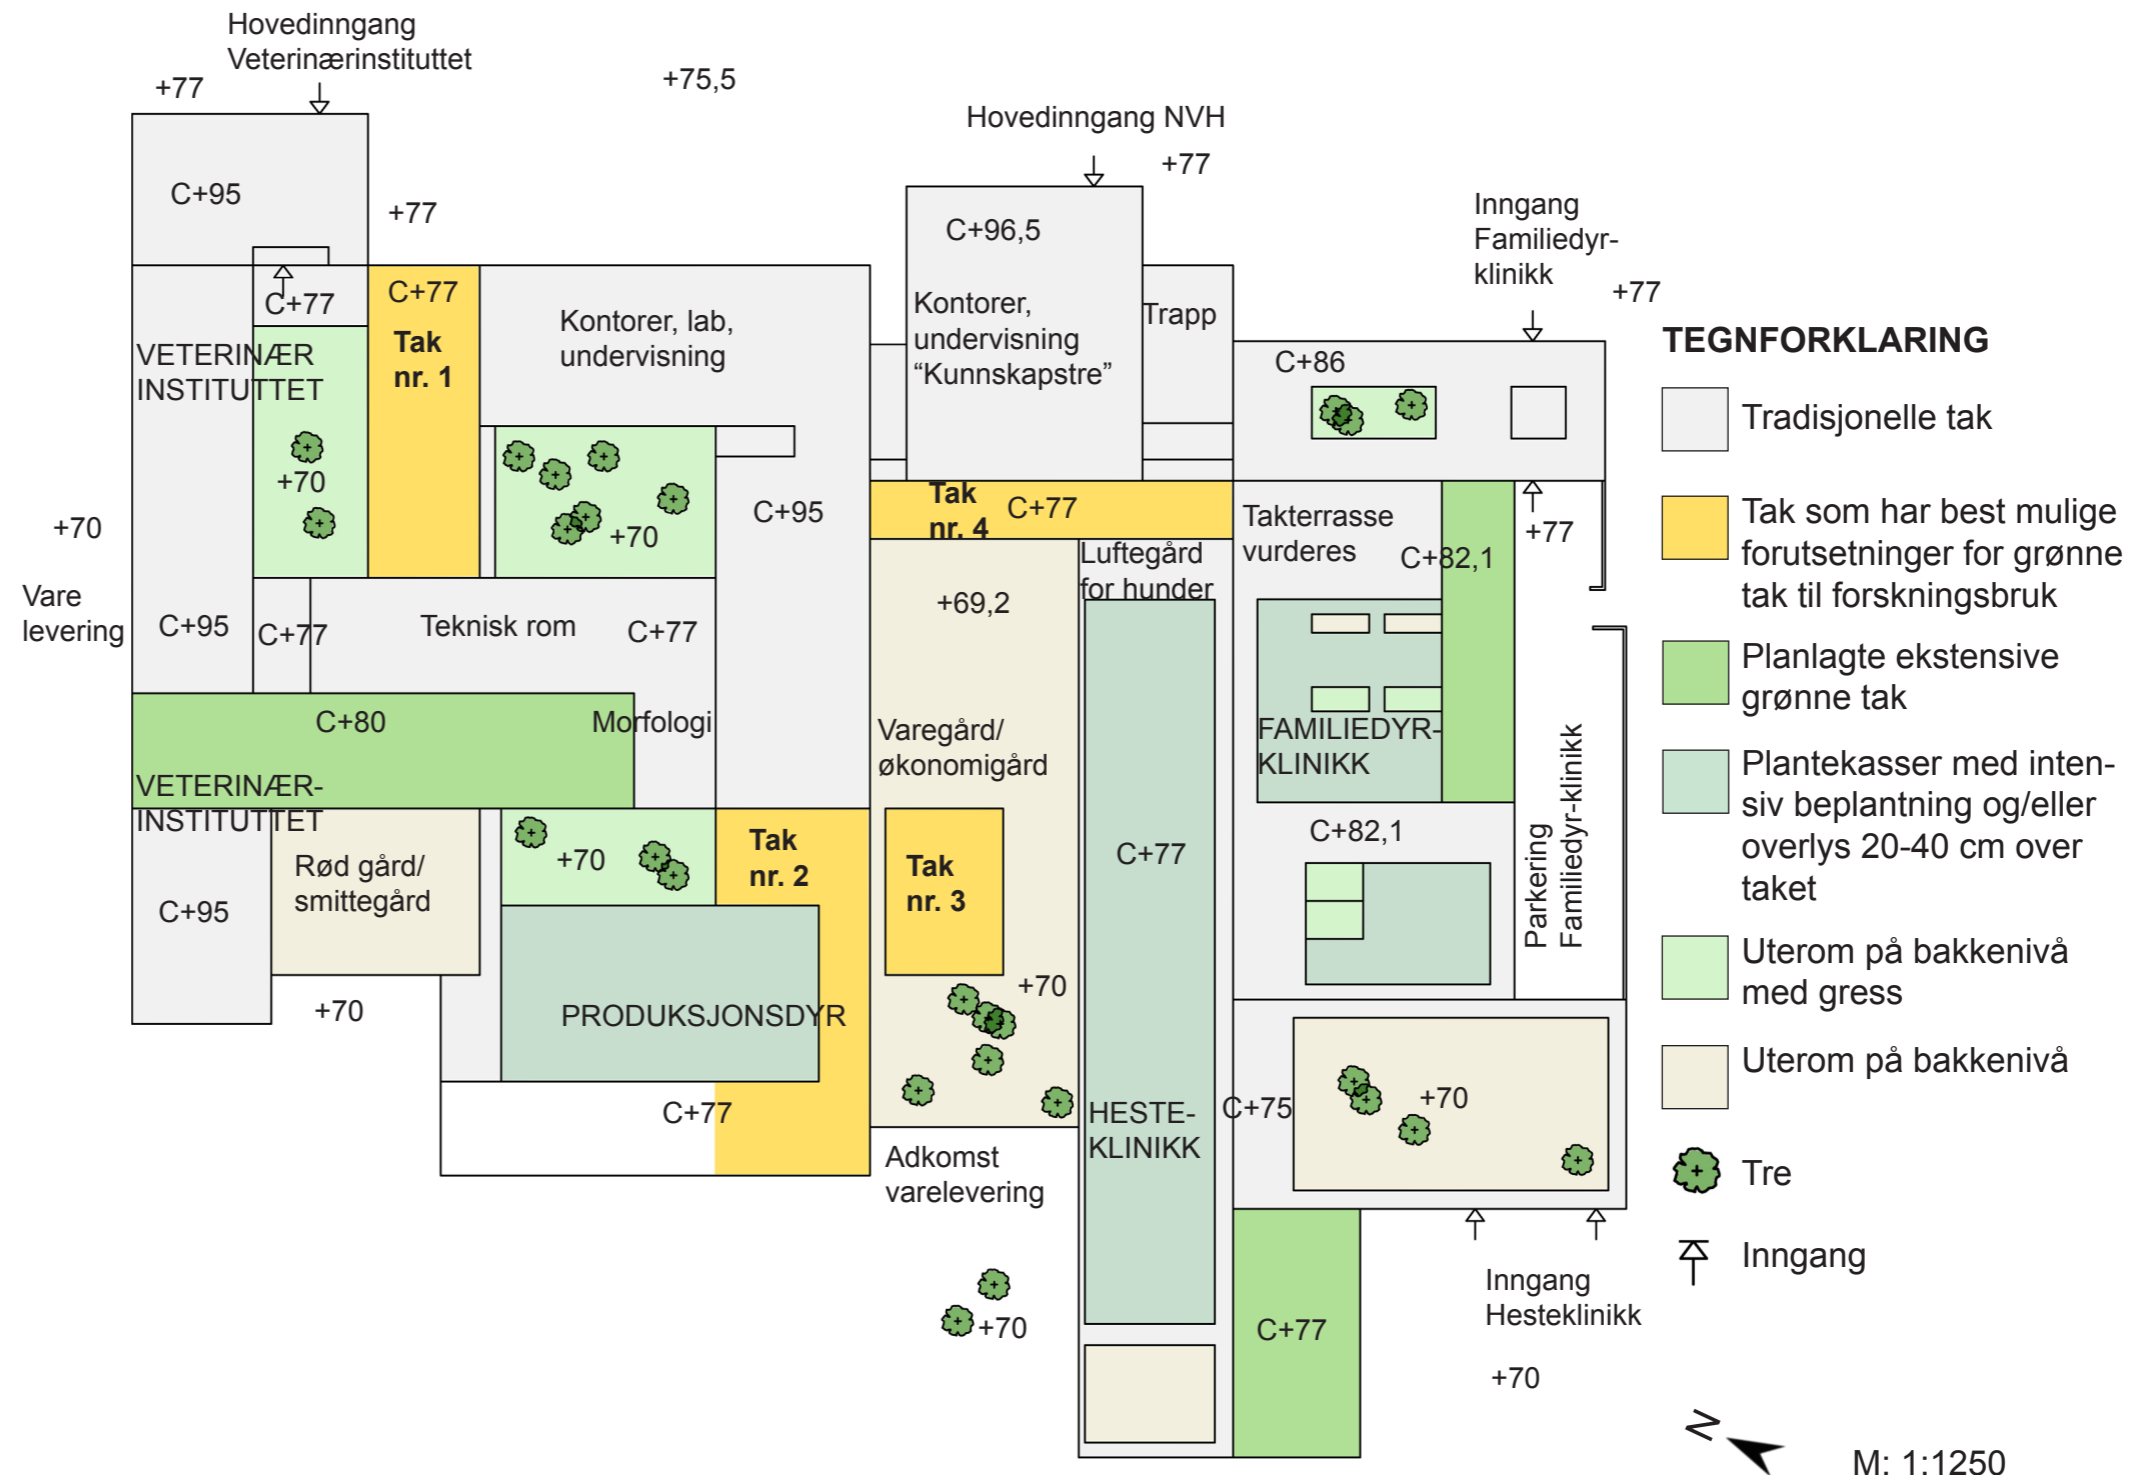 Hovedinngang
Veterinærinstituttet
+77
+75,5
Hovedinngang NVH
+77
C+95
+77
Inngang
Familiedyr-
klinikk
+77
C+96,5
C+77
C+77
Tak
nr. 1
Kontorer, lab,
undervisning
Kontorer,
undervisning
“Kunnskapstre”
Trapp
C+86
VETERINÆR
INSTITUTTET
+70
+70
C+95
Tak
nr. 4
C+77
Takterrasse
vurderes
C+82,1
+77
+70
Vare
levering
C+95
C+77
Teknisk rom
C+77
+69,2
Luftegård
for hunder
C+80
Morfologi
Varegård/
økonomigård
FAMILIEDYR-
KLINIKK
Parkering
Familiedyr-klinikk
VETERINÆR-
INSTITUTTET
Rød gård/
smittegård
+70
Tak
nr. 2
Tak
nr. 3
C+77
C+82,1
C+95
+70
PRODUKSJONSDYR
+70
C+77
HESTE-
KLINIKK
C+75
+70
Adkomst
varelevering
+70
C+77
Inngang
Hesteklinikk
+70
TEGNFORKLARING
Tradisjonelle tak
Tak som har best mulige
forutsetninger for grønne
tak til forskningsbruk
Planlagte ekstensive
grønne tak
Plantekasser med inten-
siv beplantning og/eller
overlys 20-40 cm over
taket
Uterom på bakkenivå
med gress
Uterom på bakkenivå
Tre
Inngang
N
M: 1:1250